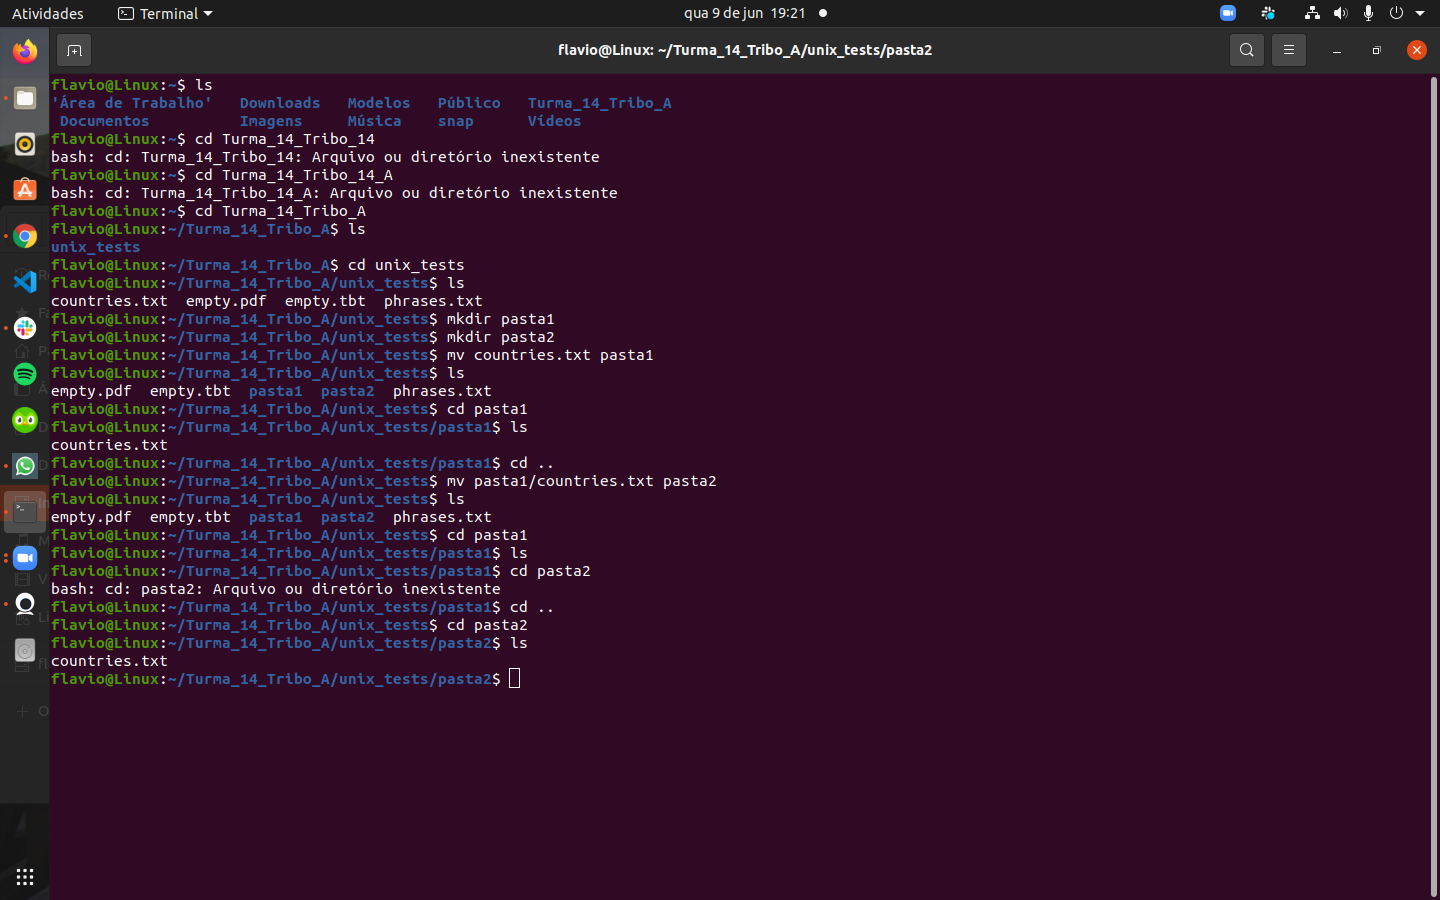 Atividades Terminal qua 9 de jun 19:21
flavio@Linux: ~/Turma_14_Tribo_A/unix_tests/pasta2
flavio@Linux:~$ ls
'Área de Trabalho' Downloads Modelos Público Turma_14_Tribo_A
Documentos Imagens Música snap Vídeos
flavio@Linux:~$ cd Turma_14_Tribo_14
bash: cd: Turma_14_Tribo_14: Arquivo ou diretório inexistente
flavio@Linux:~$ cd Turma_14_Tribo_14_A
bash: cd: Turma_14_Tribo_14_A: Arquivo ou diretório inexistente
flavio@Linux:~$ cd Turma_14_Tribo_A
flavio@Linux:~/Turma_14_Tribo_A$ ls
unix_tests
flavio@Linux:~/Turma_14_Tribo_A$ cd unix_tests
flavio@Linux:~/Turma_14_Tribo_A/unix_tests$ ls
countries.txt empty.pdf empty.tbt phrases.txt
flavio@Linux:~/Turma_14_Tribo_A/unix_tests$ mkdir pasta1
flavio@Linux:~/Turma_14_Tribo_A/unix_tests$ mkdir pasta2
flavio@Linux:~/Turma_14_Tribo_A/unix_tests$ mv countries.txt pasta1
flavio@Linux:~/Turma_14_Tribo_A/unix_tests$ ls
empty.pdf empty.tbt pasta1 pasta2 phrases.txt
flavio@Linux:~/Turma_14_Tribo_A/unix_tests$ cd pasta1
flavio@Linux:~/Turma_14_Tribo_A/unix_tests/pasta1$ ls
countries.txt
flavio@Linux:~/Turma_14_Tribo_A/unix_tests/pasta1$ cd ..
flavio@Linux:~/Turma_14_Tribo_A/unix_tests$ mv pasta1/countries.txt pasta2
flavio@Linux:~/Turma_14_Tribo_A/unix_tests$ ls
empty.pdf empty.tbt pasta1 pasta2 phrases.txt
flavio@Linux:~/Turma_14_Tribo_A/unix_tests$ cd pasta1
flavio@Linux:~/Turma_14_Tribo_A/unix_tests/pasta1$ ls
flavio@Linux:~/Turma_14_Tribo_A/unix_tests/pasta1$ cd pasta2
bash: cd: pasta2: Arquivo ou diretório inexistente
flavio@Linux:~/Turma_14_Tribo_A/unix_tests/pasta1$ cd ..
flavio@Linux:~/Turma_14_Tribo_A/unix_tests$ cd pasta2
flavio@Linux:~/Turma_14_Tribo_A/unix_tests/pasta2$ ls
countries.txt
flavio@Linux:~/Turma_14_Tribo_A/unix_tests/pasta2$